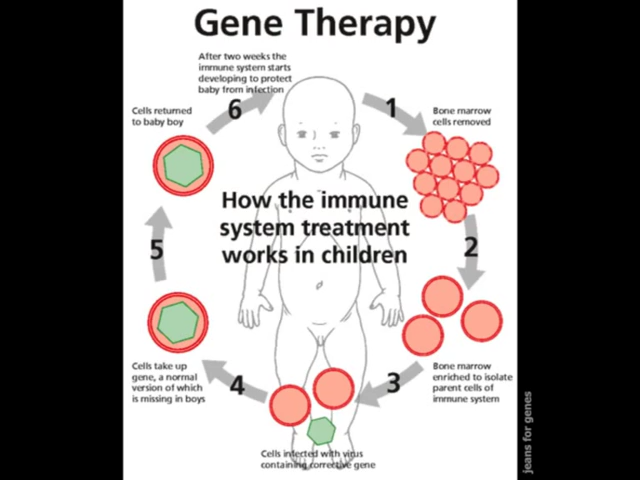 Gene Therapy
After two weeks the
immune system starts
developing to protect
baby from infection
6
1
Cells returned
to baby boy
Bone marrow
cells removed
How the immune
system treatment
works in children
5
2
Cells take up
gene, a normal
version of which
is missing in boys
4
3
Bone marrow
enriched to isolate
parent cells of
immune system
Cells infected with virus
containing corrective gene
jeans for genes